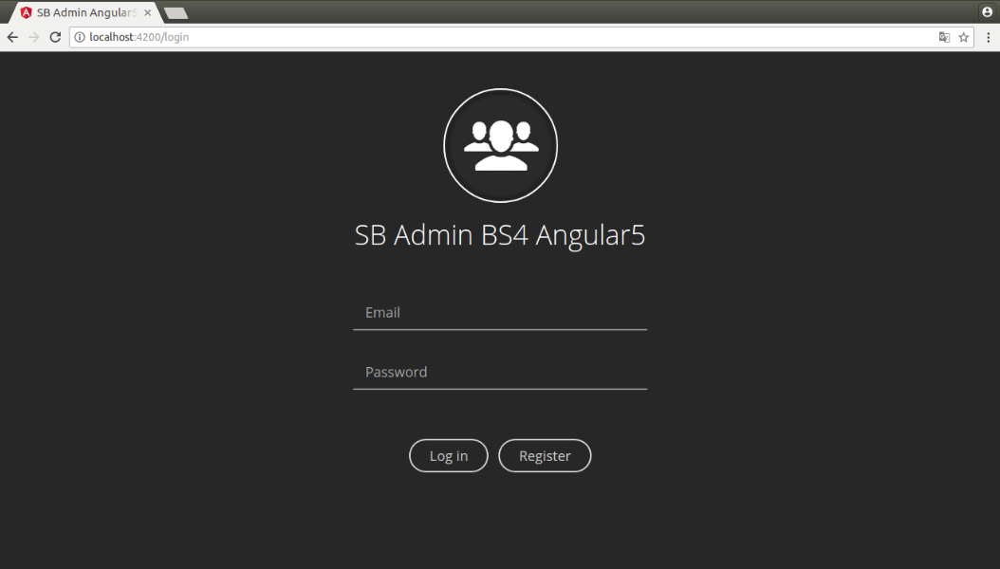 SB Admin Angular5
localhost:4200/login
SB Admin BS4 Angular5
Email
Password
Log in
Register